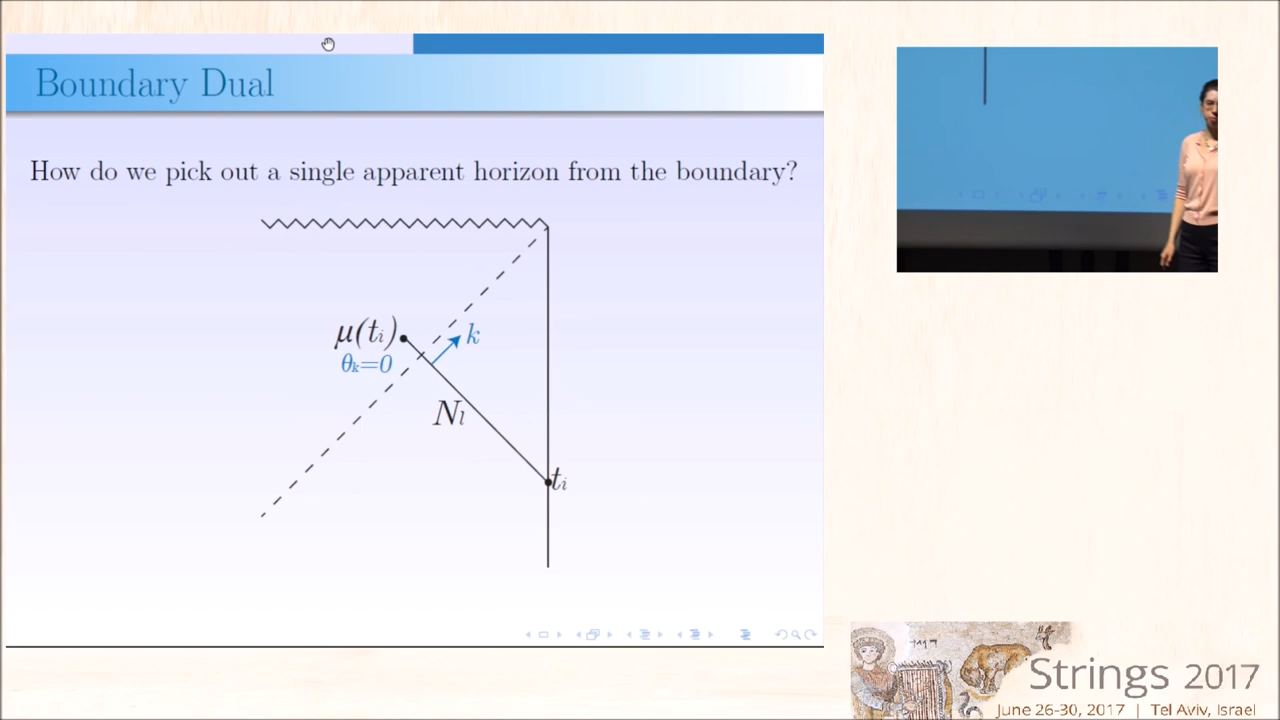 Boundary Dual
How do we pick out a single apparent horizon from the boundary?
μ(tᵢ)
k
θₖ=0
Nₗ
tᵢ
Strings 2017
June 26-30, 2017 | Tel Aviv, Israel